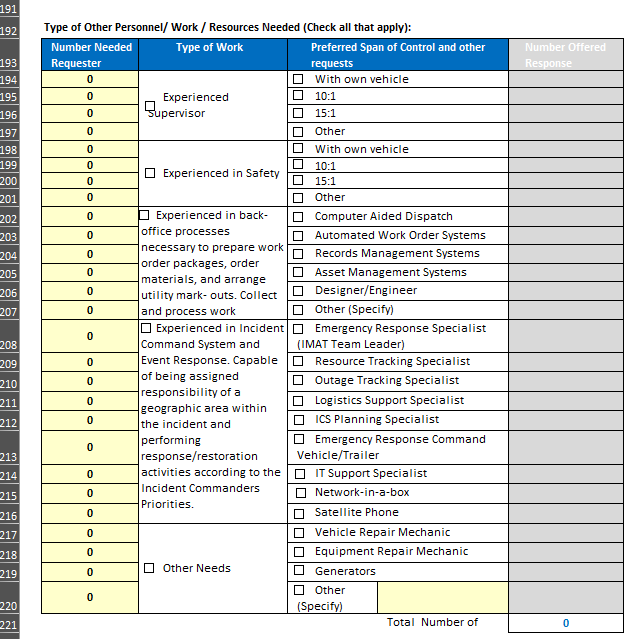 191
192 Type of Other Personnel/ Work / Resources Needed (Check all that apply):
Number Needed Type of Work Preferred Span of Control and other Number Offered
193 Requester requests Response
194 0 With own vehicle
195 0 Experienced 10:1
196 0 Supervisor 15:1
197 0 Other
198 0 With own vehicle
199 0 10:1
200 0 Experienced in Safety 15:1
201 0 Other
202 0 Experienced in back- Computer Aided Dispatch
203 0 office processes Automated Work Order Systems
204 0 necessary to prepare work Records Management Systems
205 0 order packages, order Asset Management Systems
206 0 materials, and arrange Designer/Engineer
utility mark- outs. Collect
207 0 and process work Other (Specify)
0 Experienced in Incident Emergency Response Specialist
208 Command System and (IMAT Team Leader)
209 0 Event Response. Capable Resource Tracking Specialist
210 0 of being assigned Outage Tracking Specialist
211 0 responsibility of a Logistics Support Specialist
212 0 geographic area within ICS Planning Specialist
the incident and
0 performing Emergency Response Command
213 response/restoration Vehicle/Trailer
214 0 activities according to the IT Support Specialist
215 0 Incident Commanders Network-in-a-box
216 0 Priorities. Satellite Phone
217 0 Vehicle Repair Mechanic
218 0 Equipment Repair Mechanic
219 0 Other Needs Generators
0 Other
220 (Specify)
221 Total Number of 0